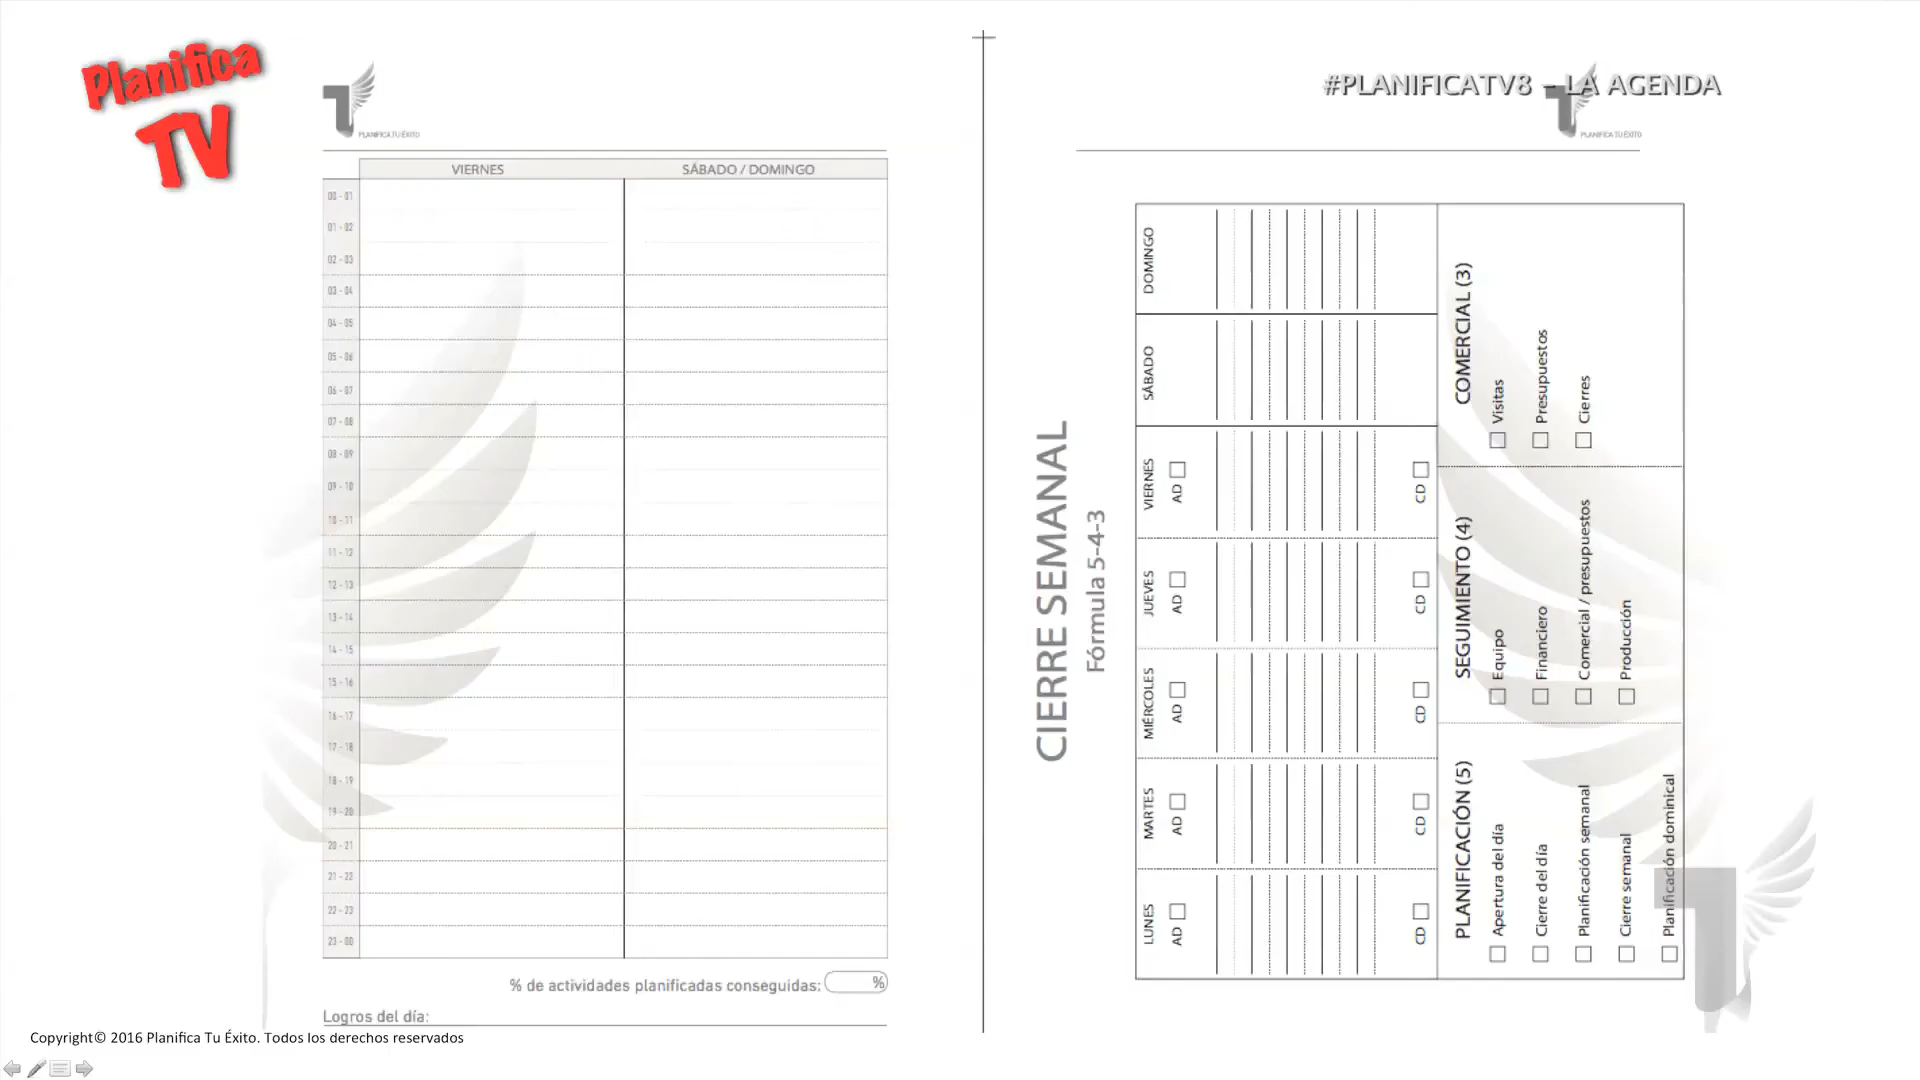 Planifica
TV
PLANIFICA TU ÉXITO
#PLANIFICATV8 – LA AGENDA
PLANIFICA TU ÉXITO
VIERNES
SÁBADO / DOMINGO
00 - 01
01 - 02
02 - 03
03 - 04
04 - 05
05 - 06
06 - 07
07 - 08
08 - 09
09 - 10
10 - 11
11 - 12
12 - 13
13 - 14
14 - 15
15 - 16
16 - 17
17 - 18
18 - 19
19 - 20
20 - 21
21 - 22
22 - 23
23 - 00
% de actividades planificadas conseguidas: %
Logros del día:
CIERRE SEMANAL
Fórmula 5-4-3
LUNES
AD
CD
MARTES
AD
CD
MIÉRCOLES
AD
CD
JUEVES
AD
CD
VIERNES
AD
CD
SÁBADO
DOMINGO
PLANIFICACIÓN (5)
Apertura del día
Cierre del día
Planificación semanal
Cierre semanal
Planificación dominical
SEGUIMIENTO (4)
Equipo
Financiero
Comercial / presupuestos
Producción
COMERCIAL (3)
Visitas
Presupuestos
Cierres
Copyright© 2016 Planifica Tu Éxito. Todos los derechos reservados